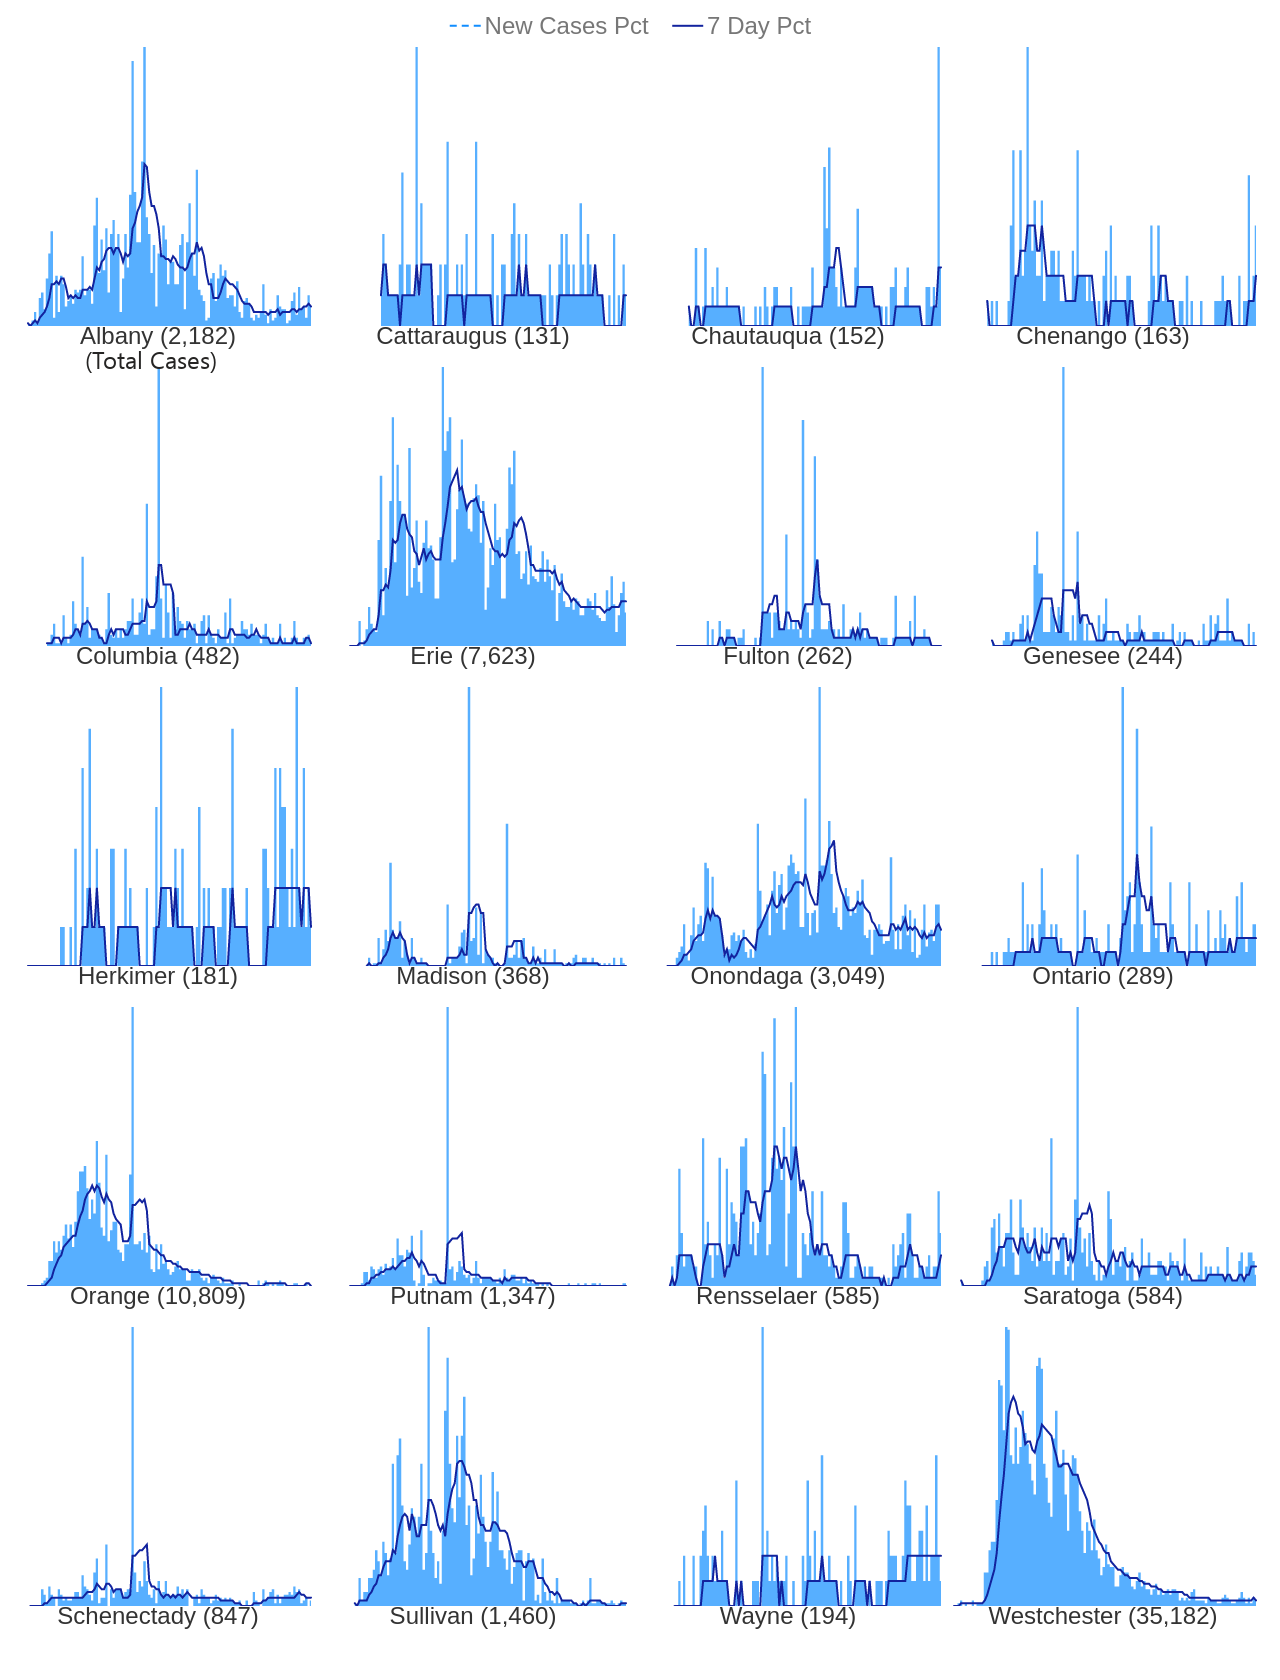 New Cases Pct 7 Day Pct
Albany (2,182) Cattaraugus (131) Chautauqua (152) Chenango (163)
(Total Cases)
Columbia (482) Erie (7,623) Fulton (262) Genesee (244)
Herkimer (181) Madison (368) Onondaga (3,049) Ontario (289)
Orange (10,809) Putnam (1,347) Rensselaer (585) Saratoga (584)
Schenectady (847) Sullivan (1,460) Wayne (194) Westchester (35,182)